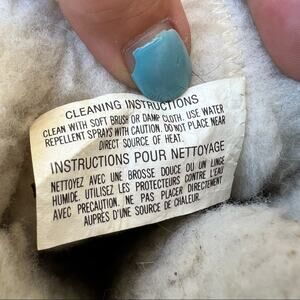 CLEANING INSTRUCTIONS
CLEAN WITH SOFT BRUSH OR DAMP CLOTH. USE WATER
REPELLENT SPRAYS WITH CAUTION. DO NOT PLACE NEAR
DIRECT SOURCE OF HEAT.
INSTRUCTIONS POUR NETTOYAGE
NETTOYEZ AVEC UNE BROSSE DOUCE OU UN LINGE
HUMIDE. UTILISEZ LES PROTECTEURS CONTRE L'EAU
AVEC PRECAUTION. NE PAS PLACER DIRECTEMENT
AUPRÈS D'UNE SOURCE DE CHALEUR.